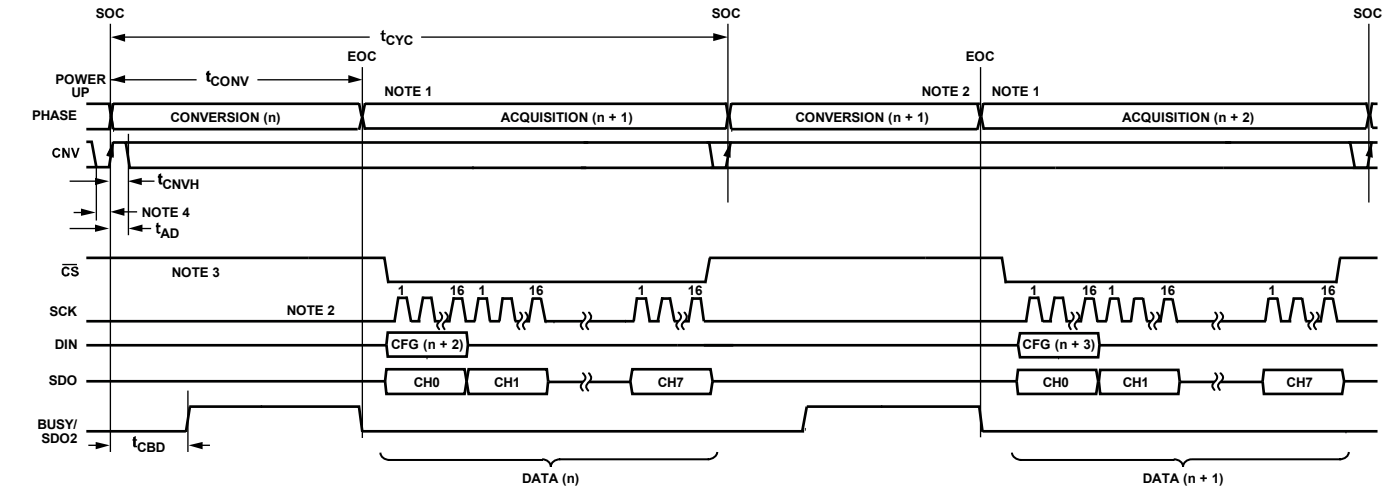 SOC SOC SOC
tCYC
EOC EOC
tCONV
POWER
UP
NOTE 1 NOTE 2 NOTE 1
PHASE CONVERSION (n) ACQUISITION (n + 1) CONVERSION (n + 1) ACQUISITION (n + 2)
CNV
tCNVH
NOTE 4
tAD
CS NOTE 3
1 16 1 16 1 16 1 16 1 16 1 16
SCK NOTE 2
DIN CFG (n + 2) CFG (n + 3)
SDO CH0 CH1 CH7 CH0 CH1 CH7
BUSY/
SDO2
tCBD
DATA (n) DATA (n + 1)